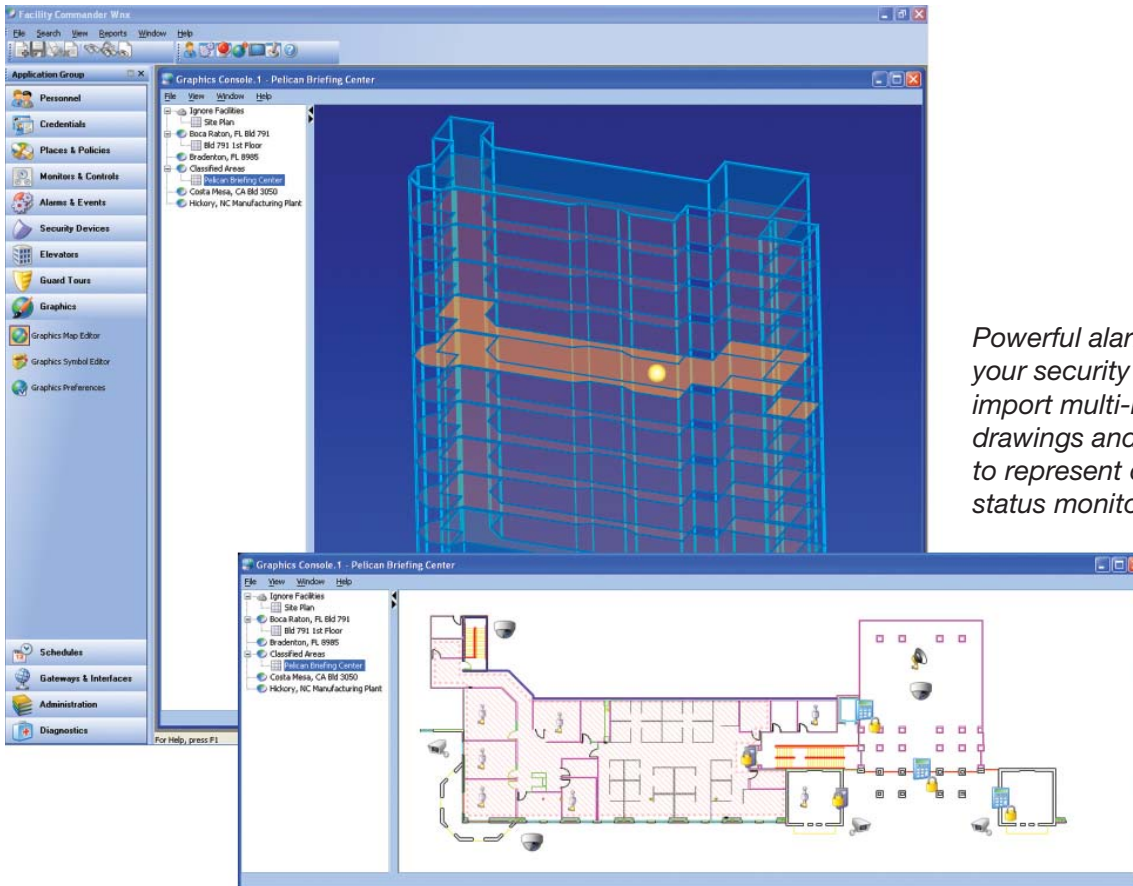 Facility Commander Wnx
File Search View Reports Window Help
Application Group
Personnel
Credentials
Places & Policies
Monitors & Controls
Alarms & Events
Security Devices
Elevators
Guard Tours
Graphics
Graphics Map Editor
Graphics Symbol Editor
Graphics Preferences
Schedules
Gateways & Interfaces
Administration
Diagnostics
For Help, press F1
Graphics Console.1 - Pelican Briefing Center
File View Window Help
Ignore Facilities
Site Plan
Boca Raton, FL Bld 791
Bld 791 1st Floor
Bradenton, FL 8985
Classified Areas
Pelican Briefing Center
Costa Mesa, CA Bld 3050
Hickory, NC Manufacturing Plant
Powerful alar
your security
import multi-
drawings and
to represent
status monito
Graphics Console.1 - Pelican Briefing Center
File View Window Help
Ignore Facilities
Site Plan
Boca Raton, FL Bld 791
Bld 791 1st Floor
Bradenton, FL 8985
Classified Areas
Pelican Briefing Center
Costa Mesa, CA Bld 3050
Hickory, NC Manufacturing Plant